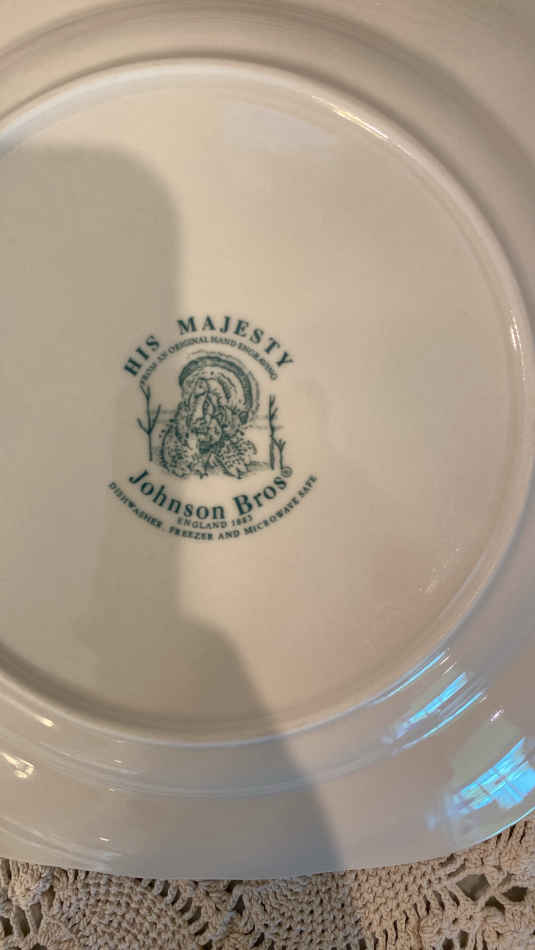 HIS MAJESTY
FROM AN ORIGINAL HAND ENGRAVING
Johnson Bros®
ENGLAND 1883
DISHWASHER, FREEZER AND MICROWAVE SAFE